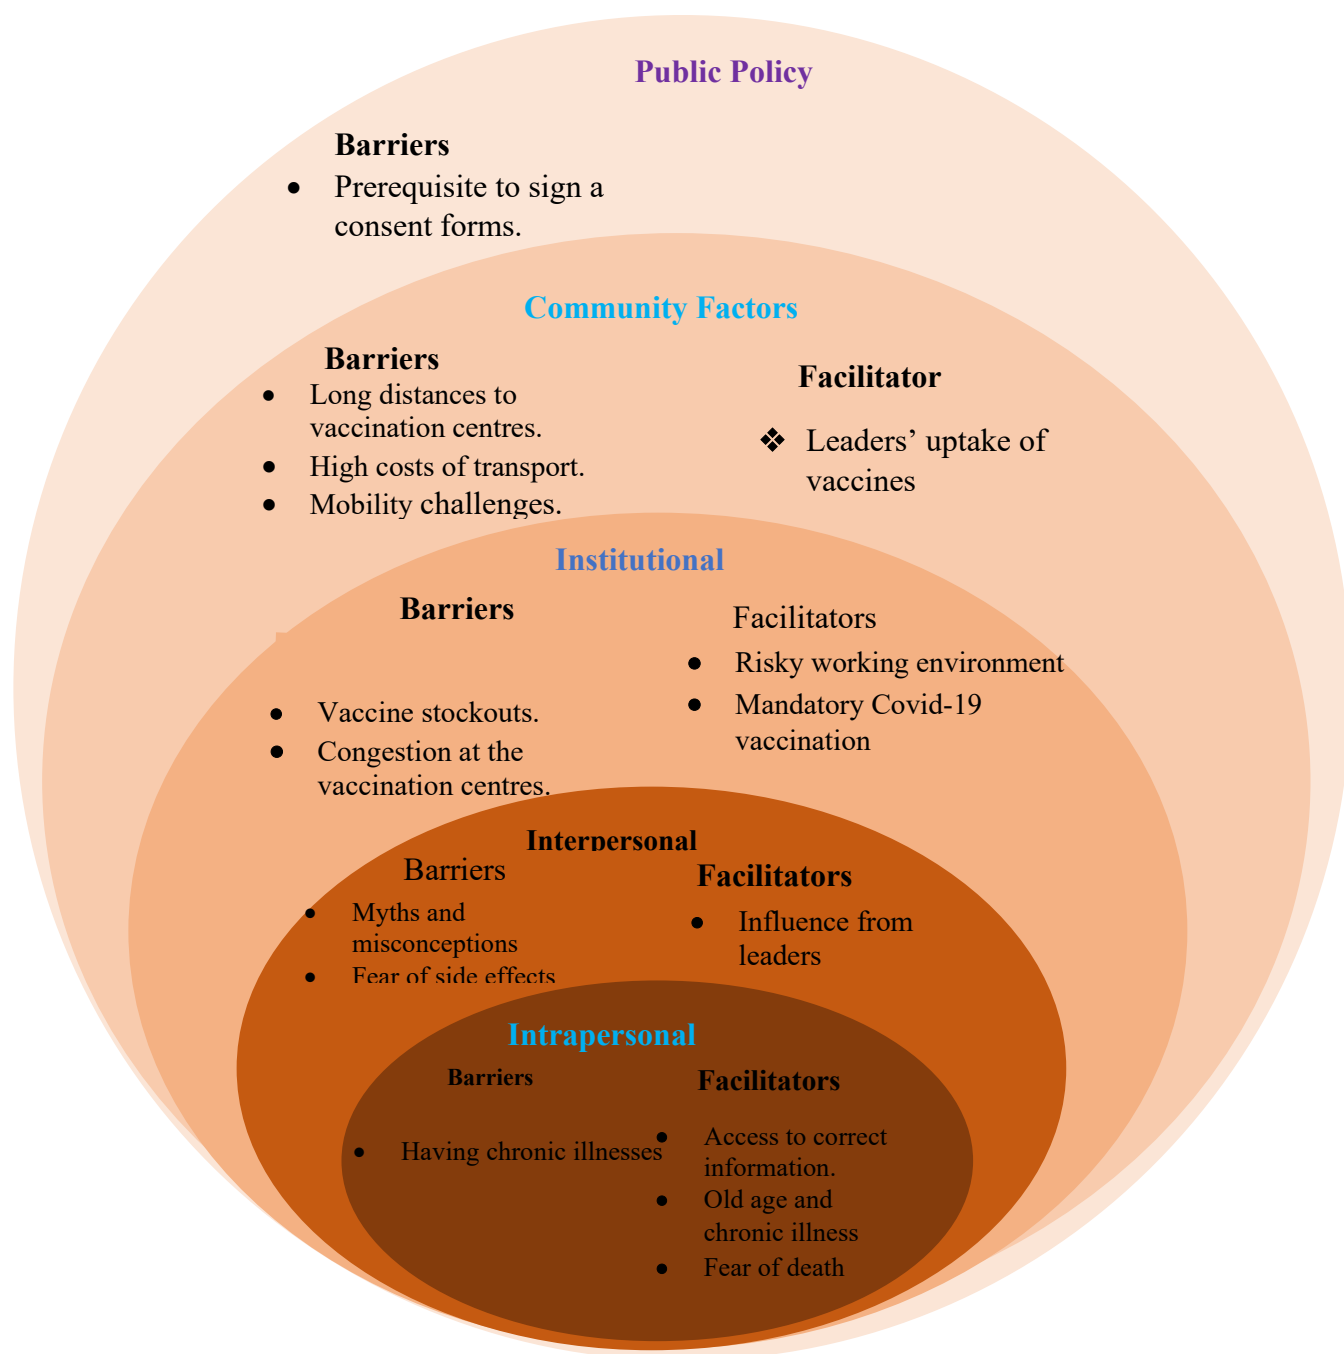 Public Policy
Barriers
● Prerequisite to sign a
consent forms.
Community Factors
Barriers
● Long distances to
vaccination centres.
● High costs of transport.
● Mobility challenges.
Facilitator
❖ Leaders’ uptake of
vaccines
Institutional
Barriers
● Vaccine stockouts.
● Congestion at the
vaccination centres.
Facilitators
● Risky working environment
● Mandatory Covid-19
vaccination
Interpersonal
Barriers
● Myths and
misconceptions
● Fear of side effects
Facilitators
● Influence from
leaders
Intrapersonal
Barriers
● Having chronic illnesses
Facilitators
● Access to correct
information.
● Old age and
chronic illness
● Fear of death